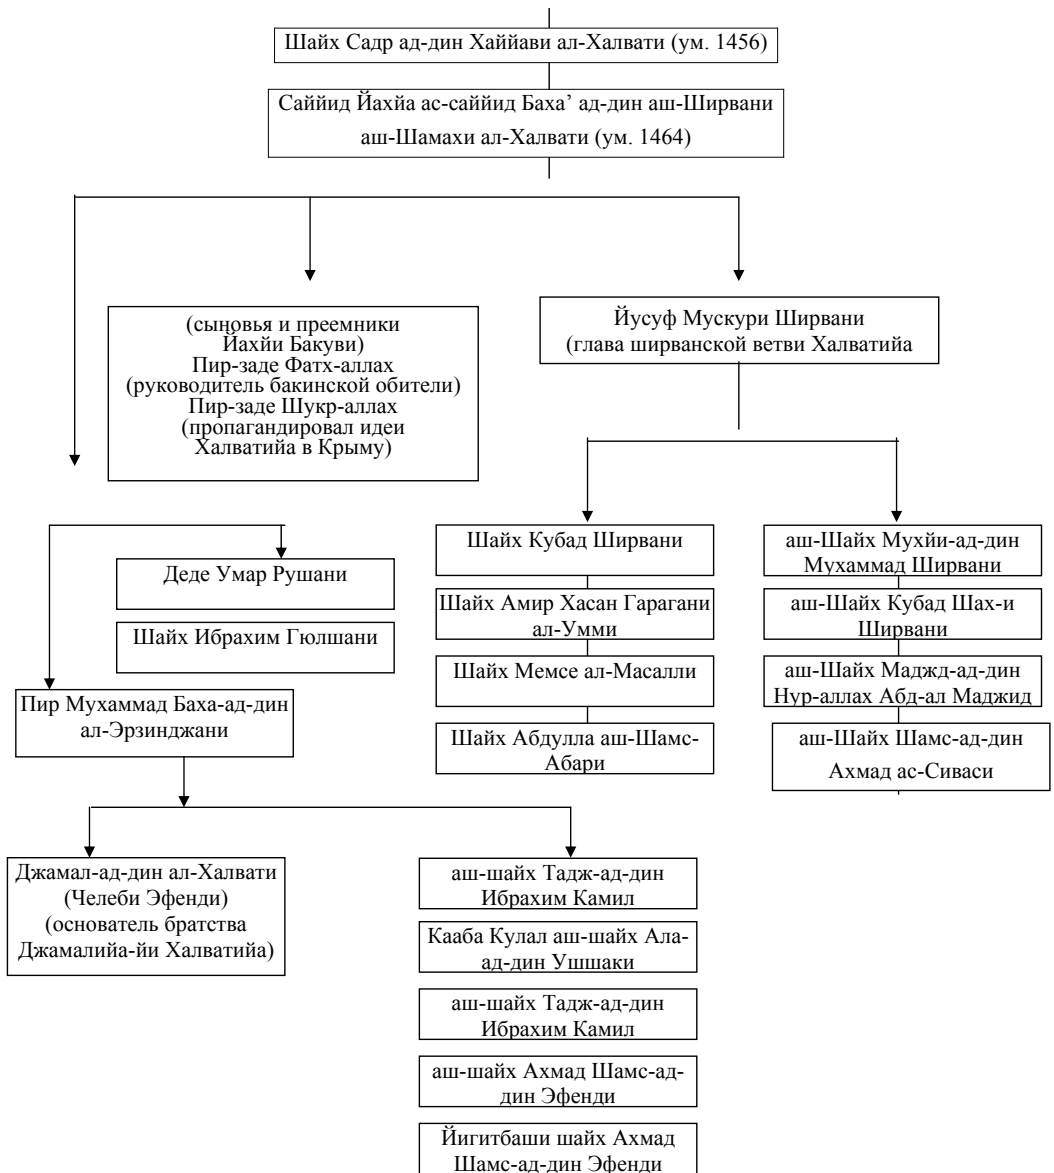 Шайх Садр ад-дин Хаййави ал-Халвати (ум. 1456)
Саййид Йахйа ас-саййид Баха’ ад-дин аш-Ширвани
аш-Шамахи ал-Халвати (ум. 1464)
(сыновья и преемники
Йахйи Бакуви)
Пир-заде Фатх-аллах
(руководитель бакинской обители)
Пир-заде Шукр-аллах
(пропагандировал идеи
Халватийа в Крыму)
Йусуф Мускури Ширвани
(глава ширванской ветви Халватийа
Деде Умар Рушани
Шайх Ибрахим Гюлшани
Пир Мухаммад Баха-ад-дин
ал-Эрзинджани
Шайх Кубад Ширвани
Шайх Амир Хасан Гарагани
ал-Умми
Шайх Мемсе ал-Масалли
Шайх Абдулла аш-Шамс-
Абари
аш-Шайх Мухйи-ад-дин
Мухаммад Ширвани
аш-Шайх Кубад Шах-и
Ширвани
аш-Шайх Маджд-ад-дин
Нур-аллах Абд-ал Маджид
аш-Шайх Шамс-ад-дин
Ахмад ас-Сиваси
Джамал-ад-дин ал-Халвати
(Челеби Эфенди)
(основатель братства
Джамалийа-йи Халватийа)
аш-шайх Тадж-ад-дин
Ибрахим Камил
Кааба Кулал аш-шайх Ала-
ад-дин Ушшаки
аш-шайх Тадж-ад-дин
Ибрахим Камил
аш-шайх Ахмад Шамс-ад-
дин Эфенди
Йигитбаши шайх Ахмад
Шамс-ад-дин Эфенди